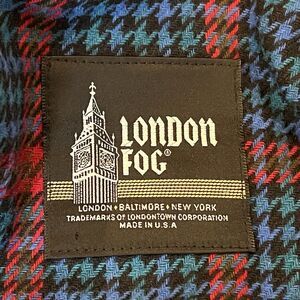 LONDON
FOG®
LONDON • BALTIMORE • NEW YORK
TRADEMARKS OF LONDONTOWN CORPORATION
MADE IN U.S.A